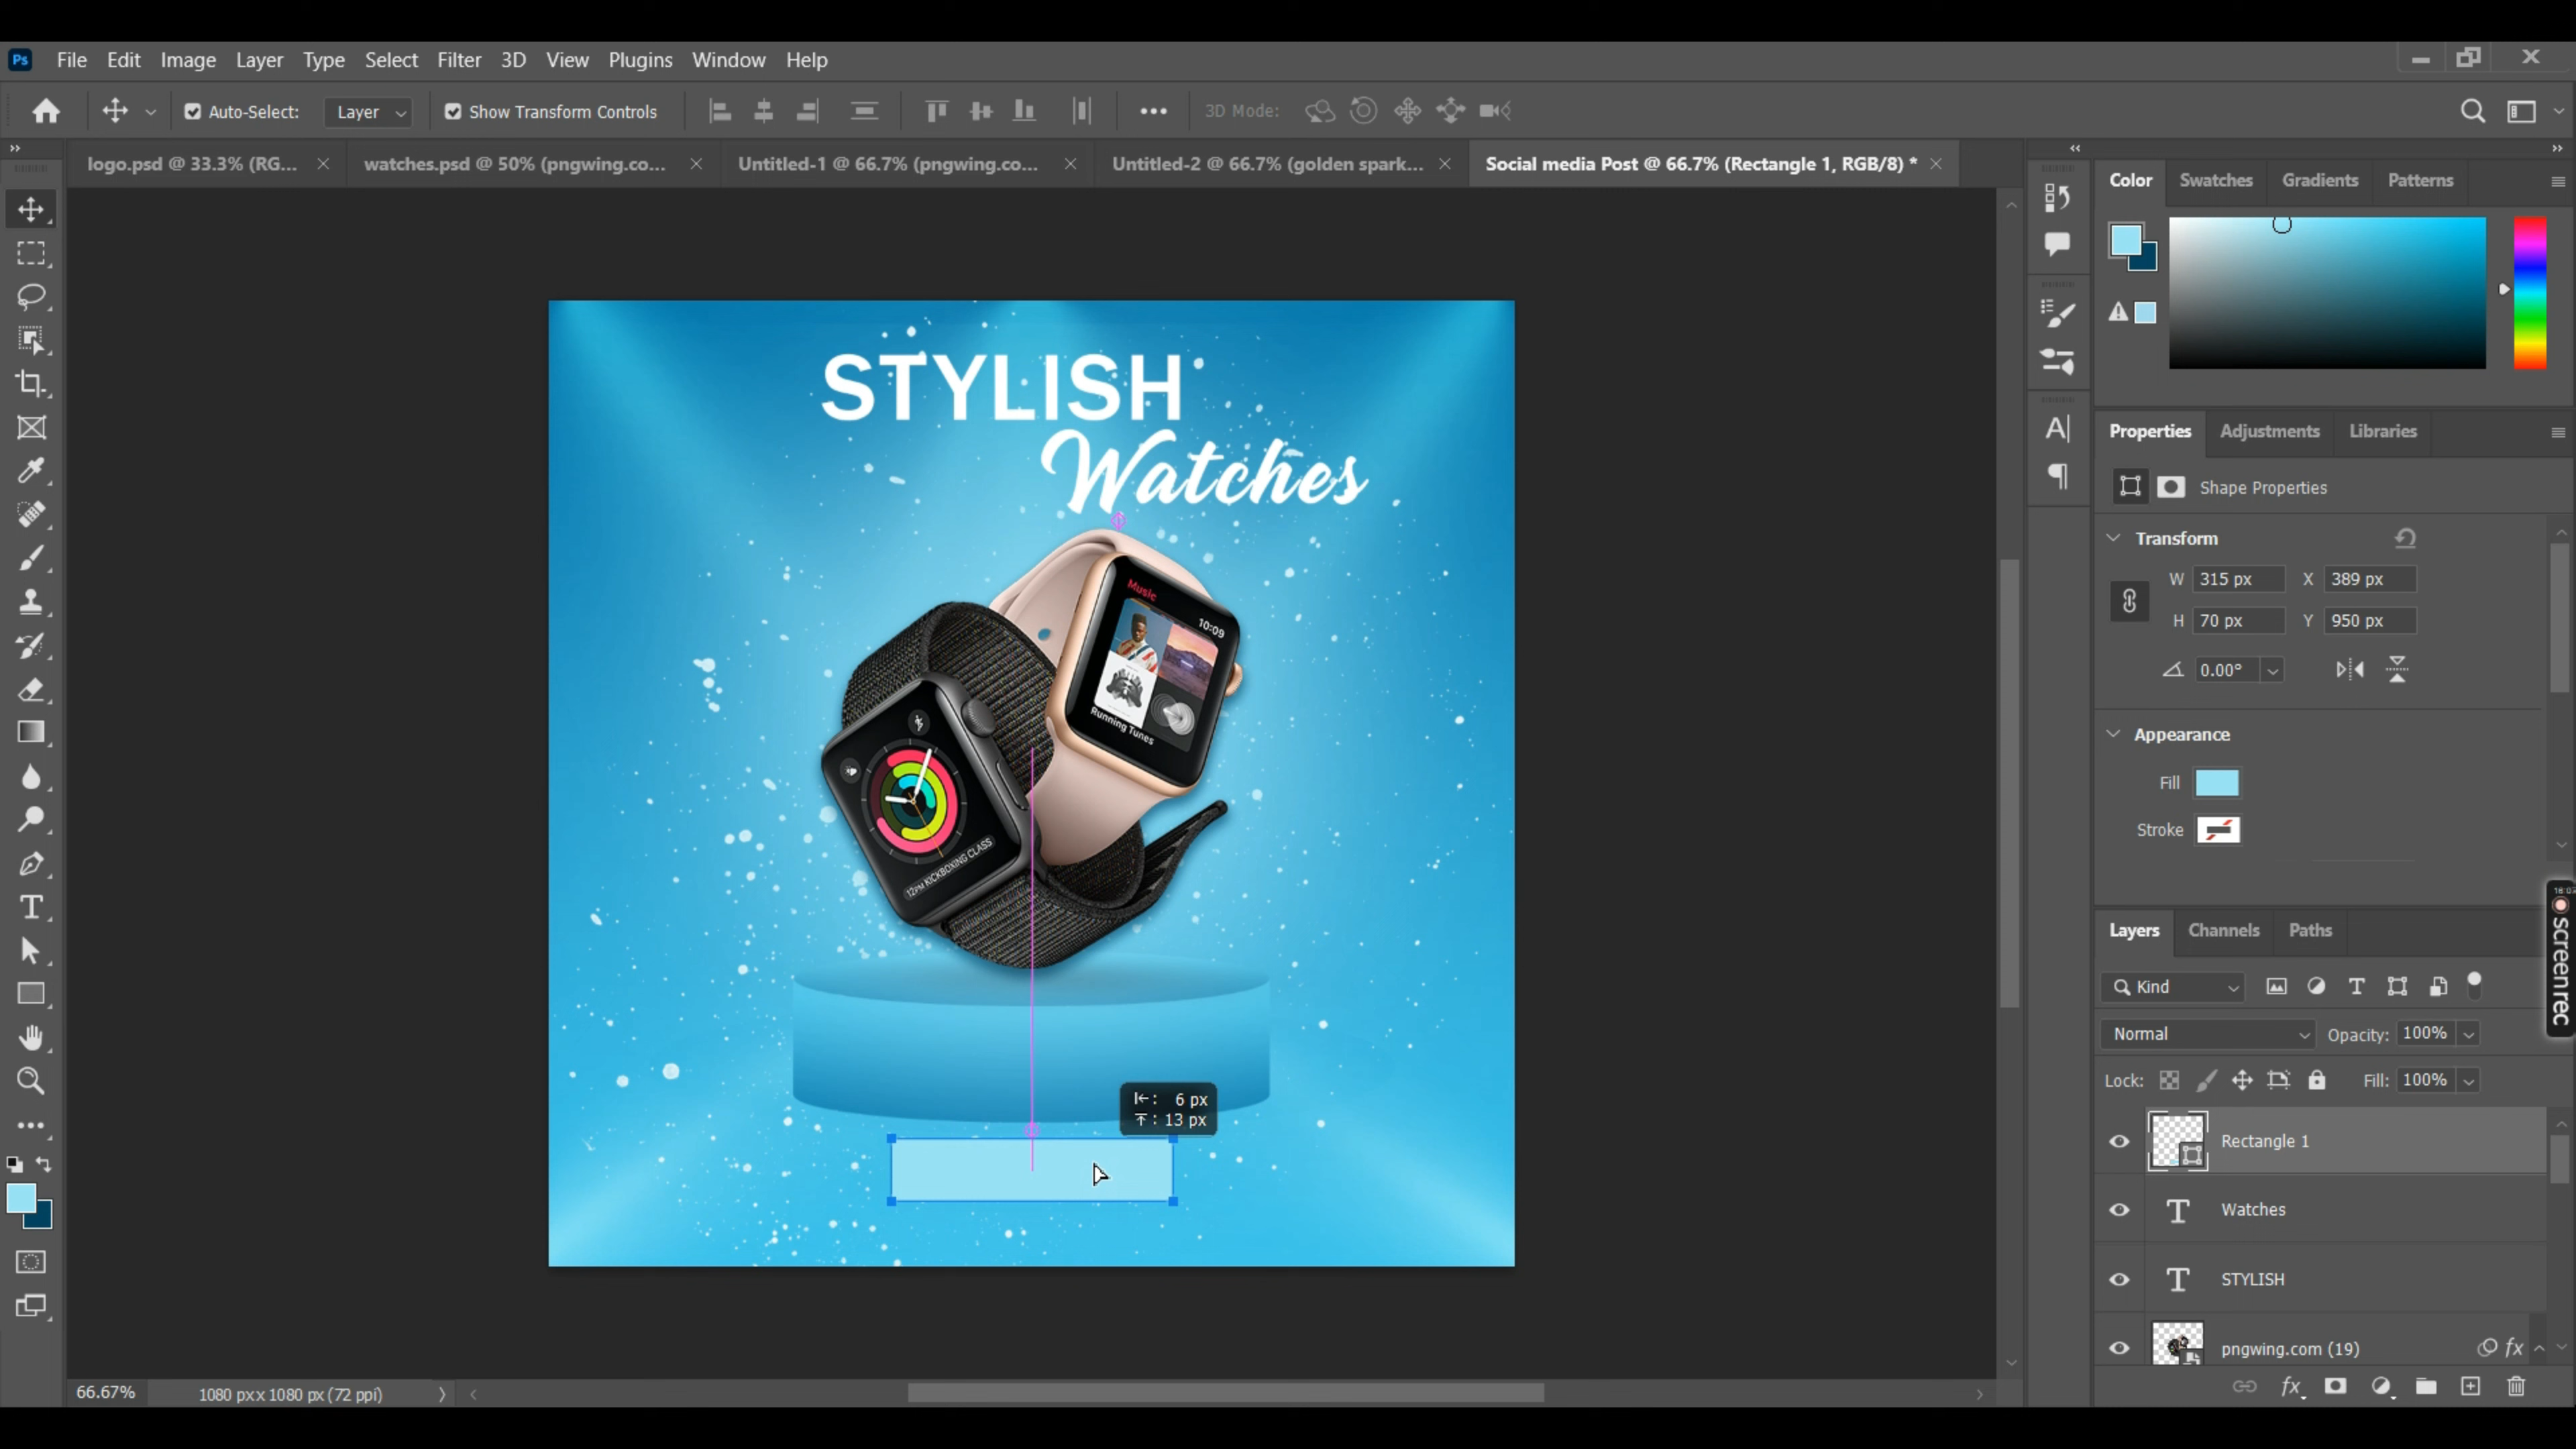 Ps File Edit Image Layer Type Select Filter 3D View Plugins Window Help
Auto-Select: Layer Show Transform Controls 3D Mode:
logo.psd @ 33.3% (RG... watches.psd @ 50% (pngwing.co... Untitled-1 @ 66.7% (pngwing.co... Untitled-2 @ 66.7% (golden spark... Social media Post @ 66.7% (Rectangle 1, RGB/8) *
Color Swatches Gradients Patterns
STYLISH
Watches
Music
10:09
Running Tunes
12PM KICKBOXING CLASS
6 px
13 px
Properties Adjustments Libraries
Shape Properties
Transform
W 315 px X 389 px
H 70 px Y 950 px
0.00°
Appearance
Fill
Stroke
screenrec
Layers Channels Paths
Kind
Normal Opacity: 100%
Lock: Fill: 100%
Rectangle 1
Watches
STYLISH
pngwing.com (19) fx
fx
66.67% 1080 px x 1080 px (72 ppi)